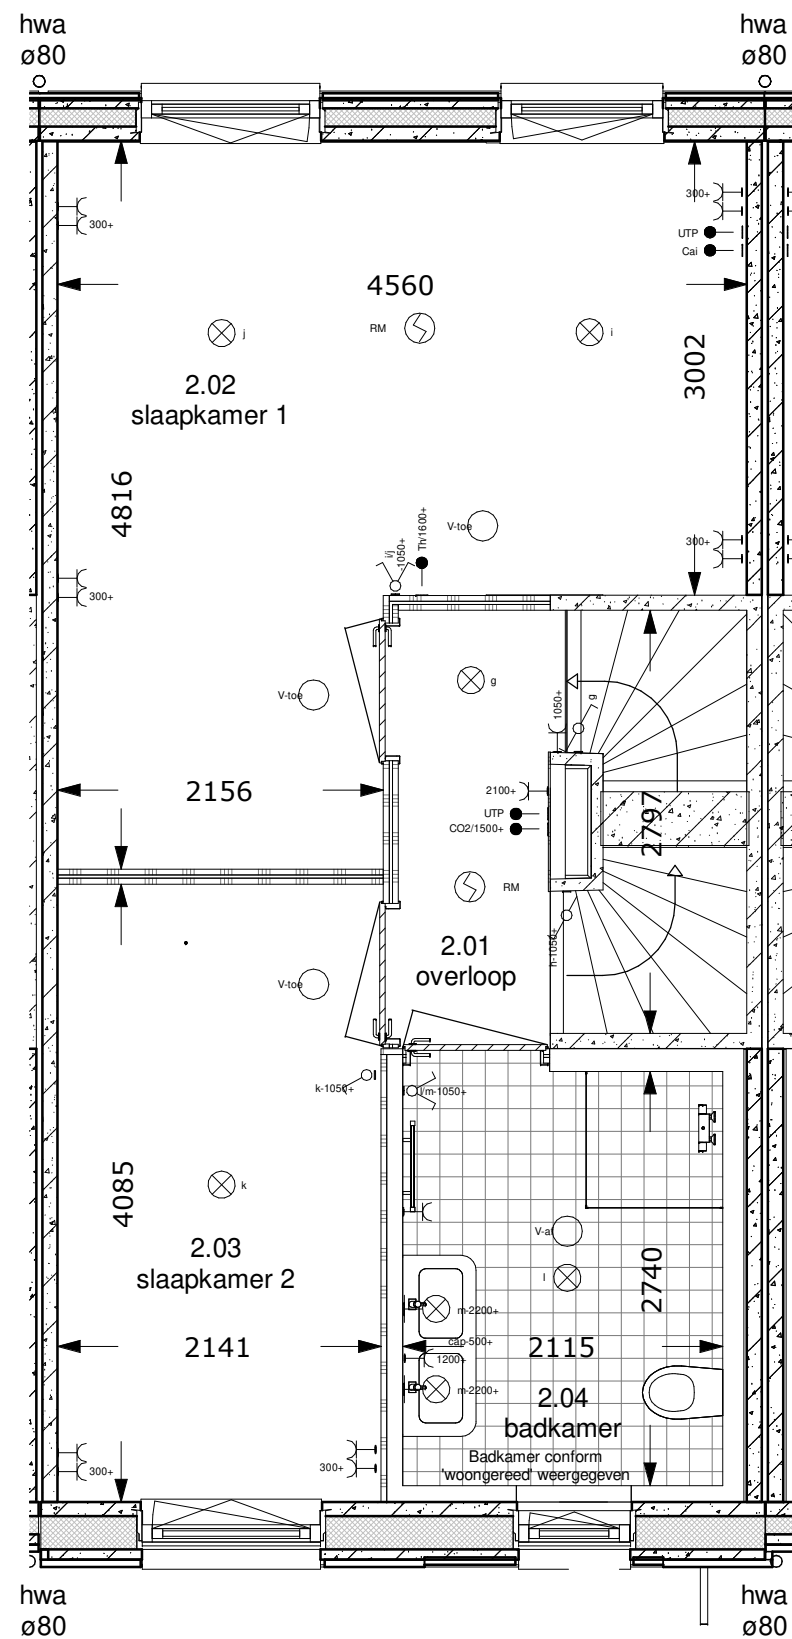 hwa
ø80
hwa
ø80
300+
300+
UTP
Cai
4560
j
RM
i
3002
2.02
slaapkamer 1
4816
i/j
-1050+
Th/1600+
V-toe
300+
300+
V-toe
g
1050+
g
2156
2100+
UTP
CO2/1500+
2797
RM
2.01
overloop
h-1050+
V-toe
k-1050+
l/m-1050+
4085
k
V-af
l
2740
2.03
slaapkamer 2
m-2200+
cap-500+
2141
2115
1200+
m-2200+
2.04
badkamer
Badkamer conform
'woongereed' weergegeven
300+
300+
hwa
ø80
hwa
ø80